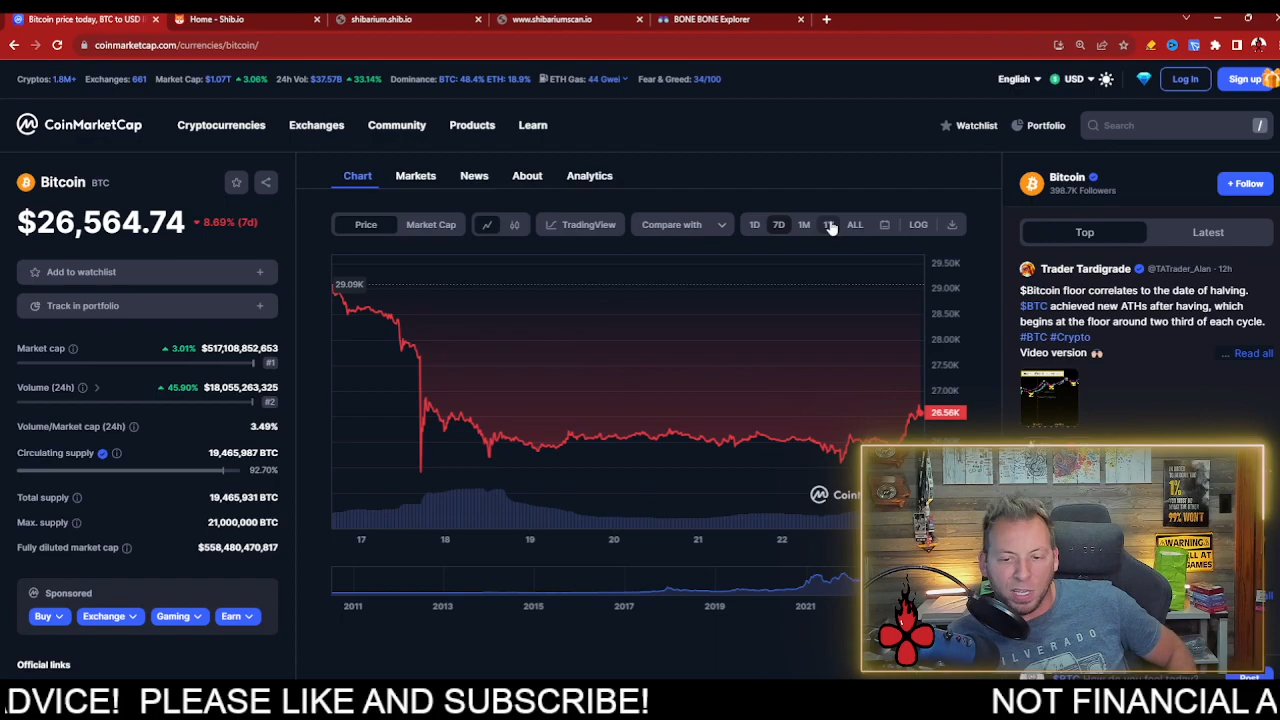 Bitcoin price today, BTC to USD
Home - Shib.io
shibarium.shib.io
www.shibariumscan.io
BONE BONE Explorer
coinmarketcap.com/currencies/bitcoin/
Cryptos: 1.8M+ Exchanges: 661 Market Cap: $1.07T 3.06% 24h Vol: $37.57B 33.14% Dominance: BTC: 48.4% ETH: 18.9% ETH Gas: 44 Gwei Fear & Greed: 34/100
English USD Log In Sign up
CoinMarketCap Cryptocurrencies Exchanges Community Products Learn
Watchlist Portfolio Search /
Bitcoin BTC
$26,564.74 8.69% (7d)
Add to watchlist +
Track in portfolio +
Market cap 3.01% $517,108,852,653
#1
Volume (24h) 45.90% $18,055,263,325
#2
Volume/Market cap (24h) 3.49%
Circulating supply 19,465,987 BTC
92.70%
Total supply 19,465,931 BTC
Max. supply 21,000,000 BTC
Fully diluted market cap $558,480,470,817
Sponsored
Buy Exchange Gaming Earn
Official links
Chart Markets News About Analytics
Price Market Cap TradingView Compare with 1D 7D 1M ALL LOG
29.09K
29.50K
29.00K
28.50K
28.00K
27.50K
27.00K
26.56K
17 18 19 20 21 22
2011 2013 2015 2017 2019 2021
Bitcoin
398.7K Followers
+ Follow
Top Latest
Trader Tardigrade @TATrader_Alan · 12h
$Bitcoin floor correlates to the date of halving.
$BTC achieved new ATHs after having, which
begins at the floor around two third of each cycle.
#BTC #Crypto
Video version
... Read all
1%
99% WON'T
WARNING
GAMES
SILVERADO
$BTC How do you feel today?
Post
DVICE! PLEASE LIKE AND SUBSCRIBE!
NOT FINANCIAL A